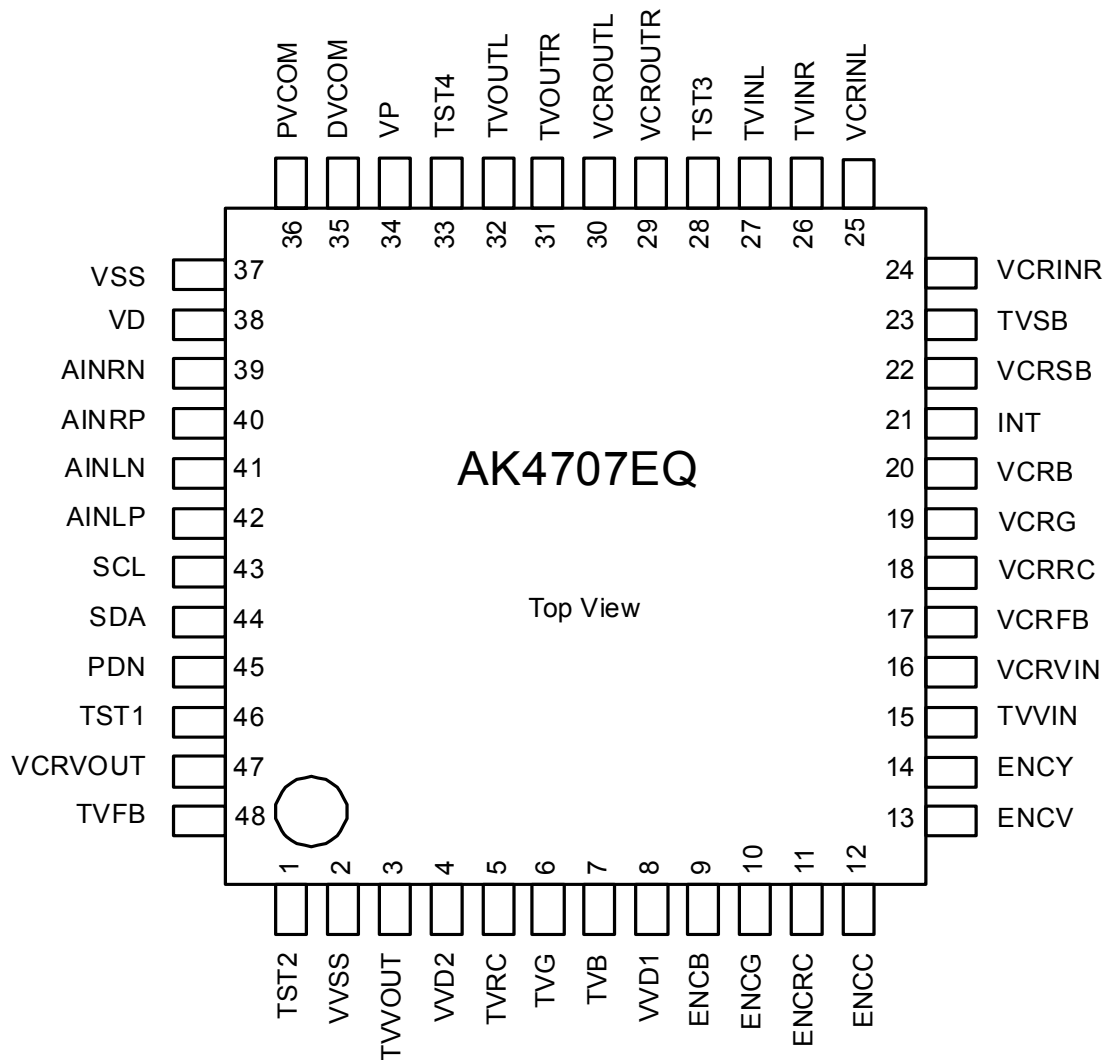 PVCOM
DVCOM
VP
TST4
TVOUTL
TVOUTR
VCROUTL
VCROUTR
TST3
TVINL
TVINR
VCRINL
36
35
34
33
32
31
30
29
28
27
26
25
VSS 37
VD 38
AINRN 39
AINRP 40
AINLN 41
AINLP 42
SCL 43
SDA 44
PDN 45
TST1 46
VCRVOUT 47
TVFB 48
AK4707EQ
Top View
24 VCRINR
23 TVSB
22 VCRSB
21 INT
20 VCRB
19 VCRG
18 VCRRC
17 VCRFB
16 VCRVIN
15 TVVIN
14 ENCY
13 ENCV
1
2
3
4
5
6
7
8
9
10
11
12
TST2
VVSS
TVVOUT
VVD2
TVRC
TVG
TVB
VVD1
ENCB
ENCG
ENCRC
ENCC